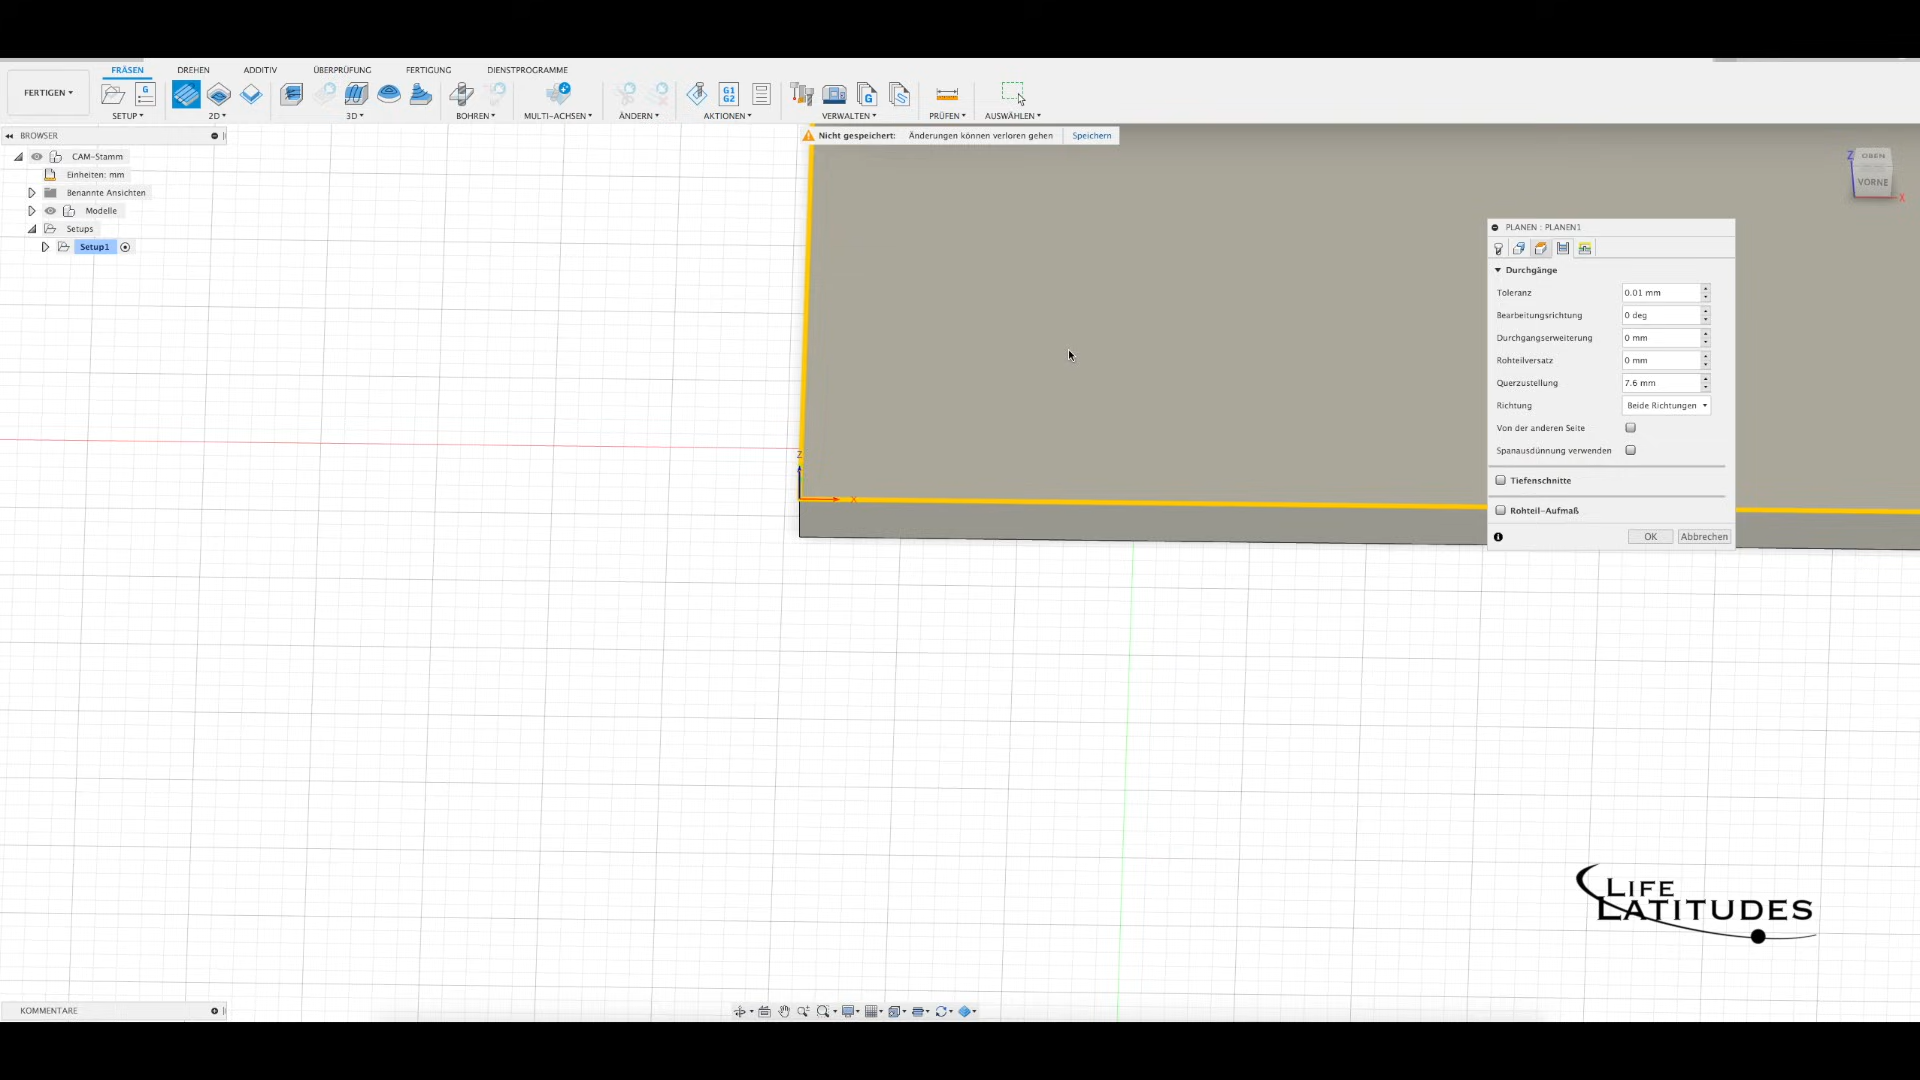 FRÄSEN
DREHEN
ADDITIV
ÜBERPRÜFUNG
FERTIGUNG
DIENSTPROGRAMME
FERTIGEN
G
G1
G2
G
SETUP
2D
3D
BOHREN
MULTI-ACHSEN
ÄNDERN
AKTIONEN
VERWALTEN
PRÜFEN
AUSWÄHLEN
BROWSER
Nicht gespeichert: Änderungen können verloren gehen Speichern
CAM-Stamm
Einheiten: mm
Benannte Ansichten
Modelle
Setups
Setup1
Z
OBEN
VORNE
X
PLANEN : PLANEN1
Durchgänge
Toleranz 0.01 mm
Bearbeitungsrichtung 0 deg
Durchgangserweiterung 0 mm
Rohteilversatz 0 mm
Querzustellung 7.6 mm
Richtung Beide Richtungen
Von der anderen Seite
Spanausdünnung verwenden
Tiefenschnitte
Rohteil-Aufmaß
OK Abbrechen
Z
X
LIFE
LATITUDES
KOMMENTARE